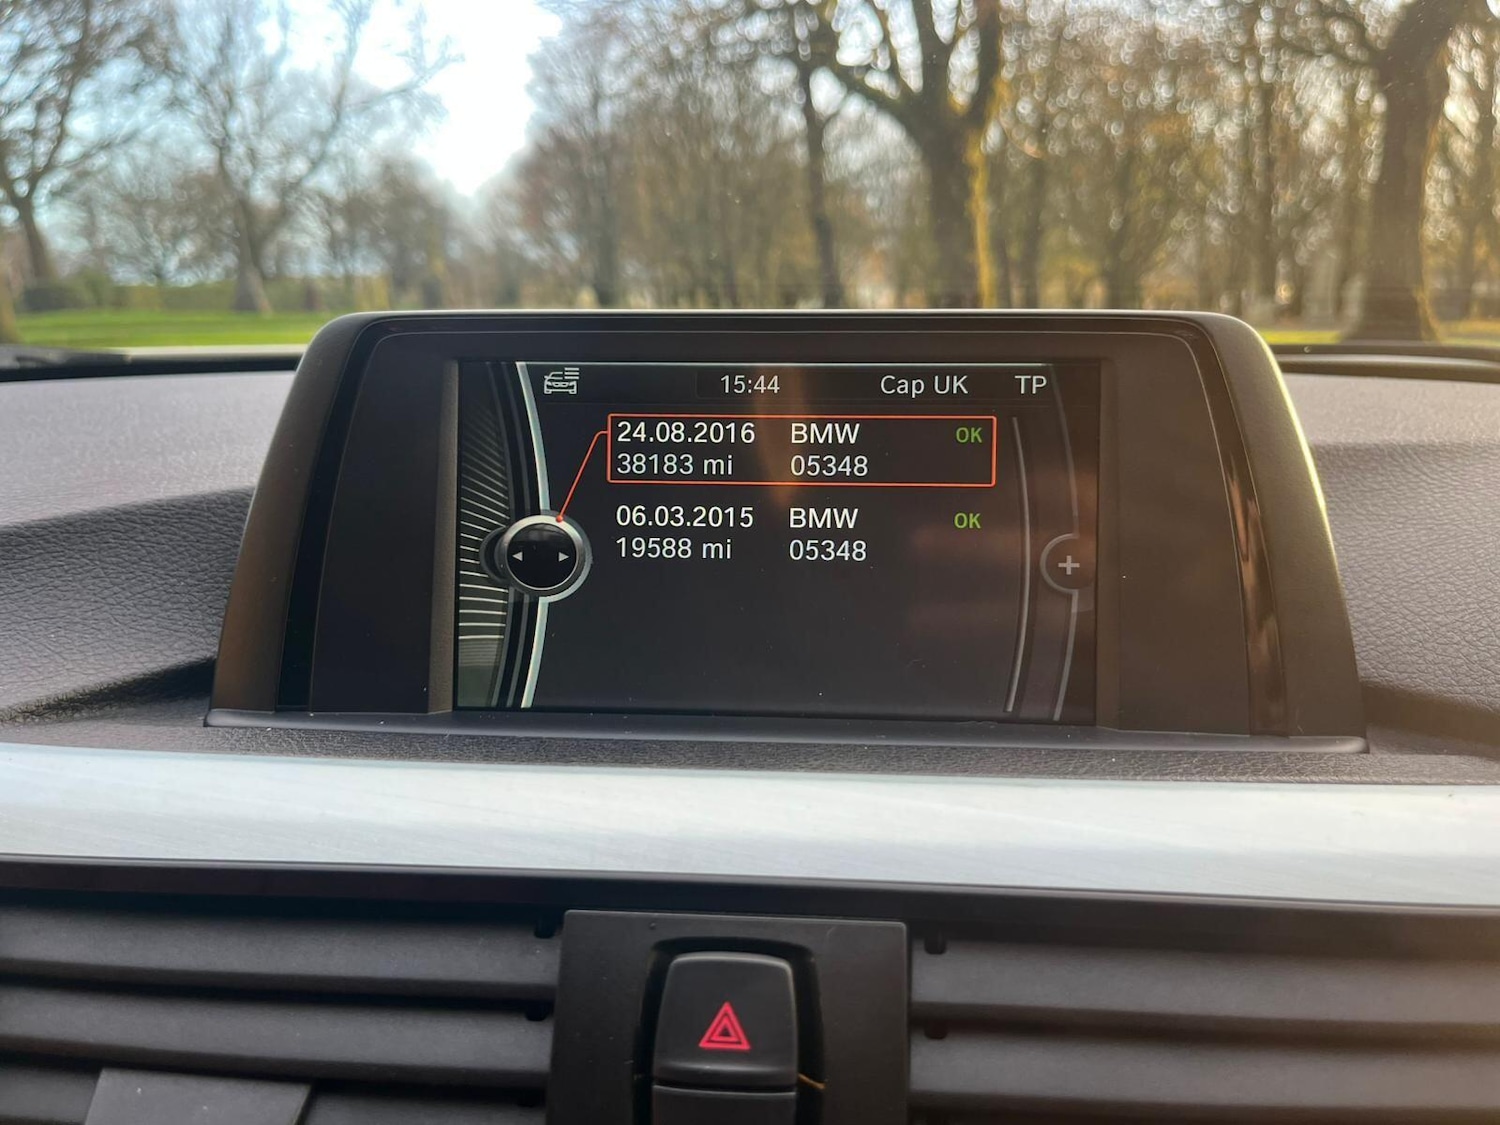 15:44 Cap UK TP
24.08.2016 BMW OK
38183 mi 05348
06.03.2015 BMW OK
19588 mi 05348
+